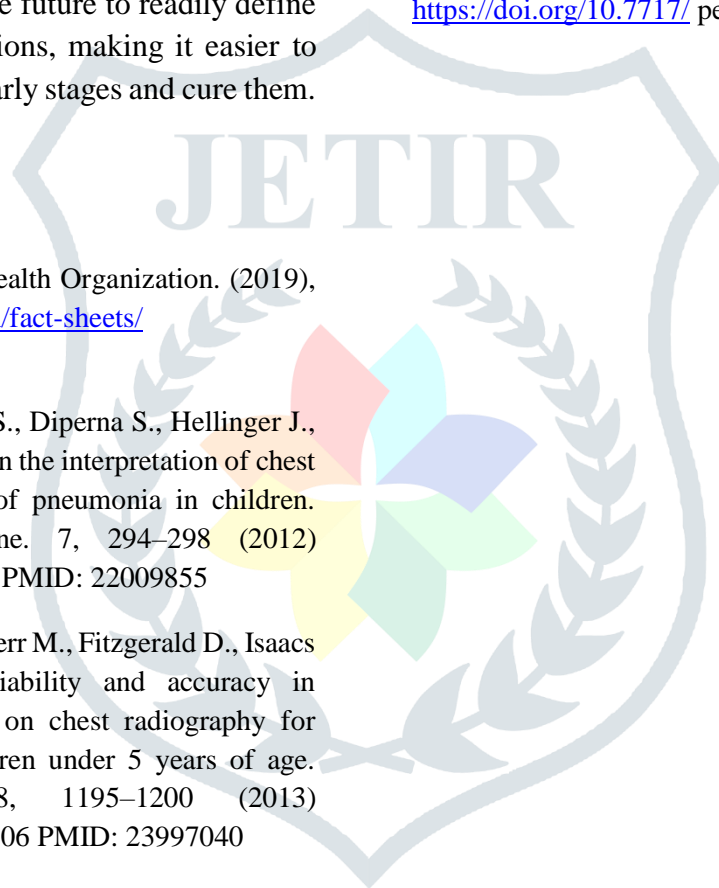 e future to readily define
ions, making it easier to
arly stages and cure them.
https://doi.org/10.7717/ pe
JETIR
ealth Organization. (2019),
/fact-sheets/
S., Diperna S., Hellinger J.,
n the interpretation of chest
of pneumonia in children.
ne. 7, 294–298 (2012)
PMID: 22009855
err M., Fitzgerald D., Isaacs
iability and accuracy in
on chest radiography for
ren under 5 years of age.
8, 1195–1200 (2013)
06 PMID: 23997040